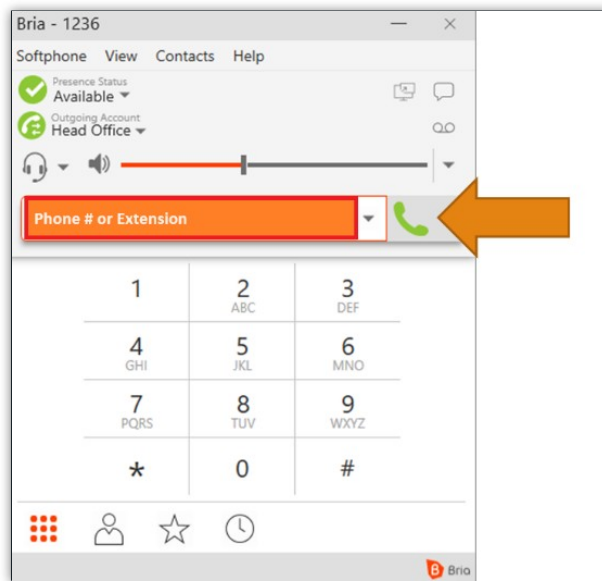 Bria - 1236
Softphone View Contacts Help
Presence Status
Available
Outgoing Account
Head Office
Phone # or Extension
1 2 3
ABC DEF
4 5 6
GHI JKL MNO
7 8 9
PQRS TUV WXYZ
* 0 #
Bria